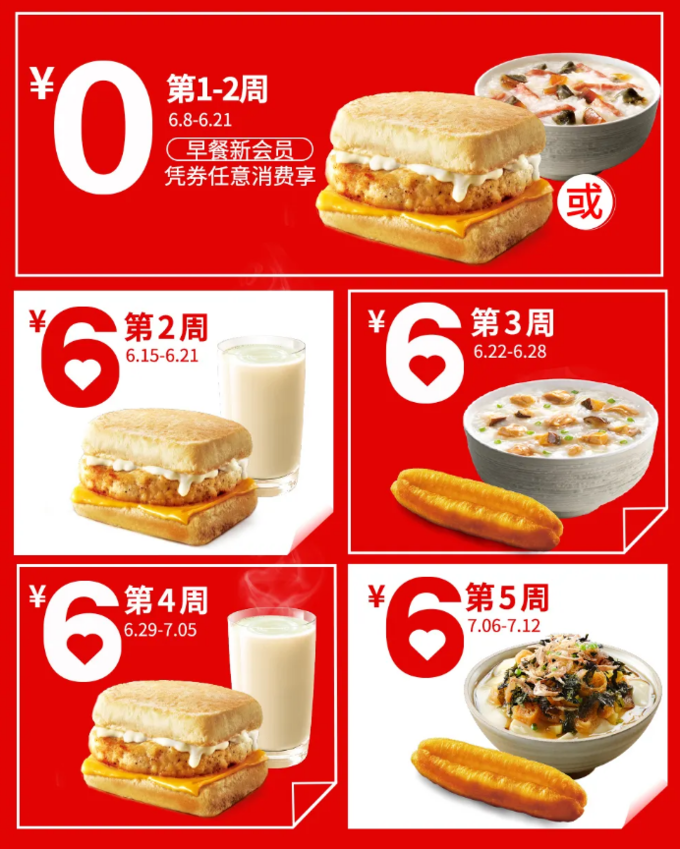 ¥0
第1-2周
6.8-6.21
早餐新会员
凭券任意消费享
或
¥6
第2周
6.15-6.21
¥6
第3周
6.22-6.28
¥6
第4周
6.29-7.05
¥6
第5周
7.06-7.12